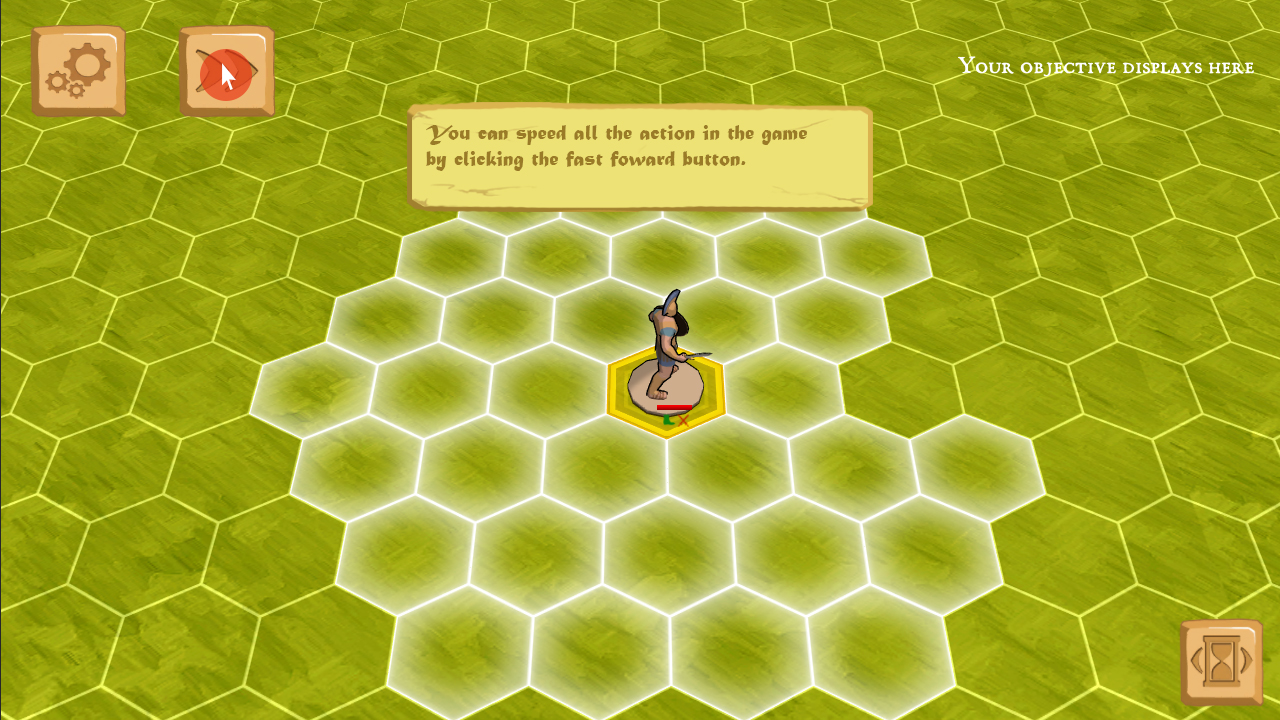 Your objective displays here
You can speed all the action in the game
by clicking the fast foward button.